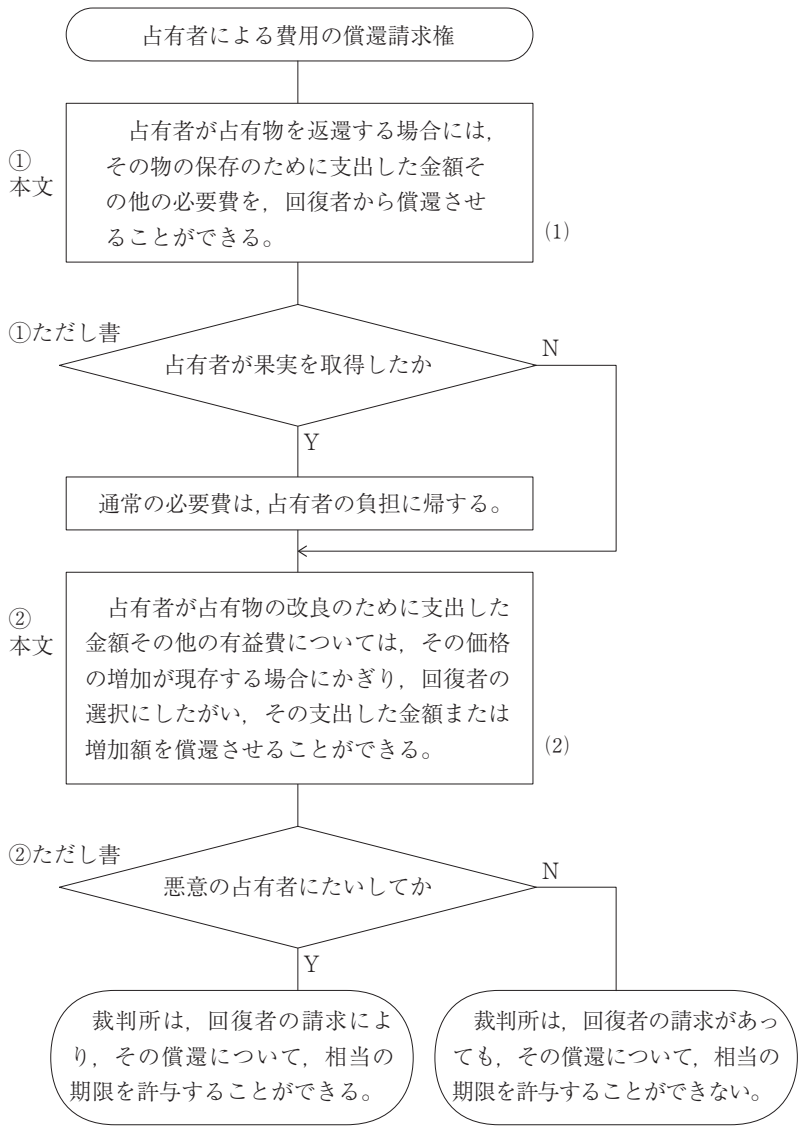 占有者による費用の償還請求権
①
本文
占有者が占有物を返還する場合には，
その物の保存のために支出した金額そ
の他の必要費を，回復者から償還させ
ることができる。
(1)
①ただし書
占有者が果実を取得したか
N
Y
通常の必要費は，占有者の負担に帰する。
②
本文
占有者が占有物の改良のために支出した
金額その他の有益費については，その価格
の増加が現存する場合にかぎり，回復者の
選択にしたがい，その支出した金額または
増加額を償還させることができる。
(2)
②ただし書
悪意の占有者にたいしてか
N
Y
裁判所は，回復者の請求によ
り，その償還について，相当の
期限を許与することができる。
裁判所は，回復者の請求があっ
ても，その償還について，相当の
期限を許与することができない。